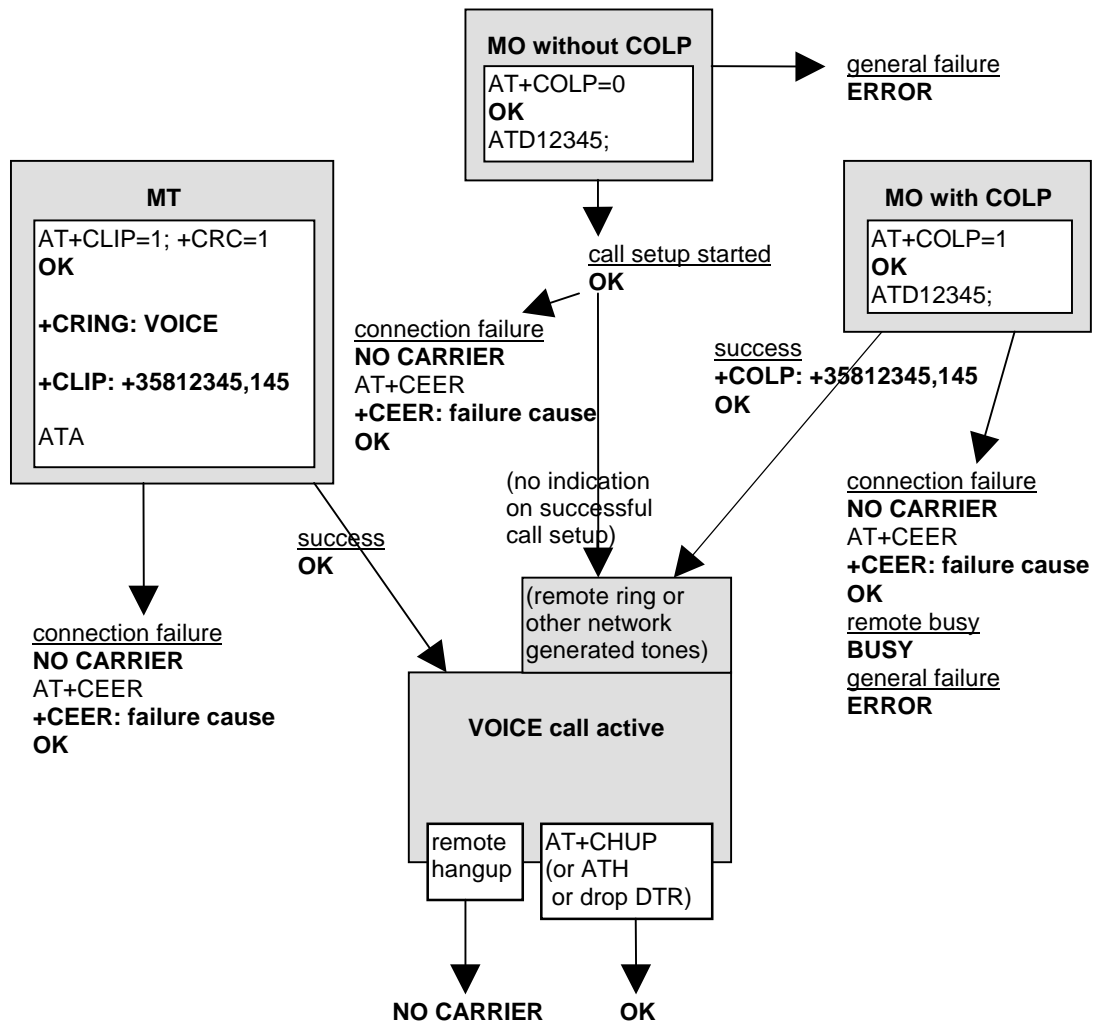 MO without COLP
AT+COLP=0
OK
ATD12345;
general failure
ERROR
MT
AT+CLIP=1; +CRC=1
OK
+CRING: VOICE
+CLIP: +35812345,145
ATA
MO with COLP
AT+COLP=1
OK
ATD12345;
call setup started
OK
connection failure
NO CARRIER
AT+CEER
+CEER: failure cause
OK
success
+COLP: +35812345,145
OK
(no indication
on successful
call setup)
connection failure
NO CARRIER
AT+CEER
+CEER: failure cause
OK
remote busy
BUSY
general failure
ERROR
success
OK
connection failure
NO CARRIER
AT+CEER
+CEER: failure cause
OK
(remote ring or
other network
generated tones)
VOICE call active
remote
hangup
AT+CHUP
(or ATH
or drop DTR)
NO CARRIER
OK